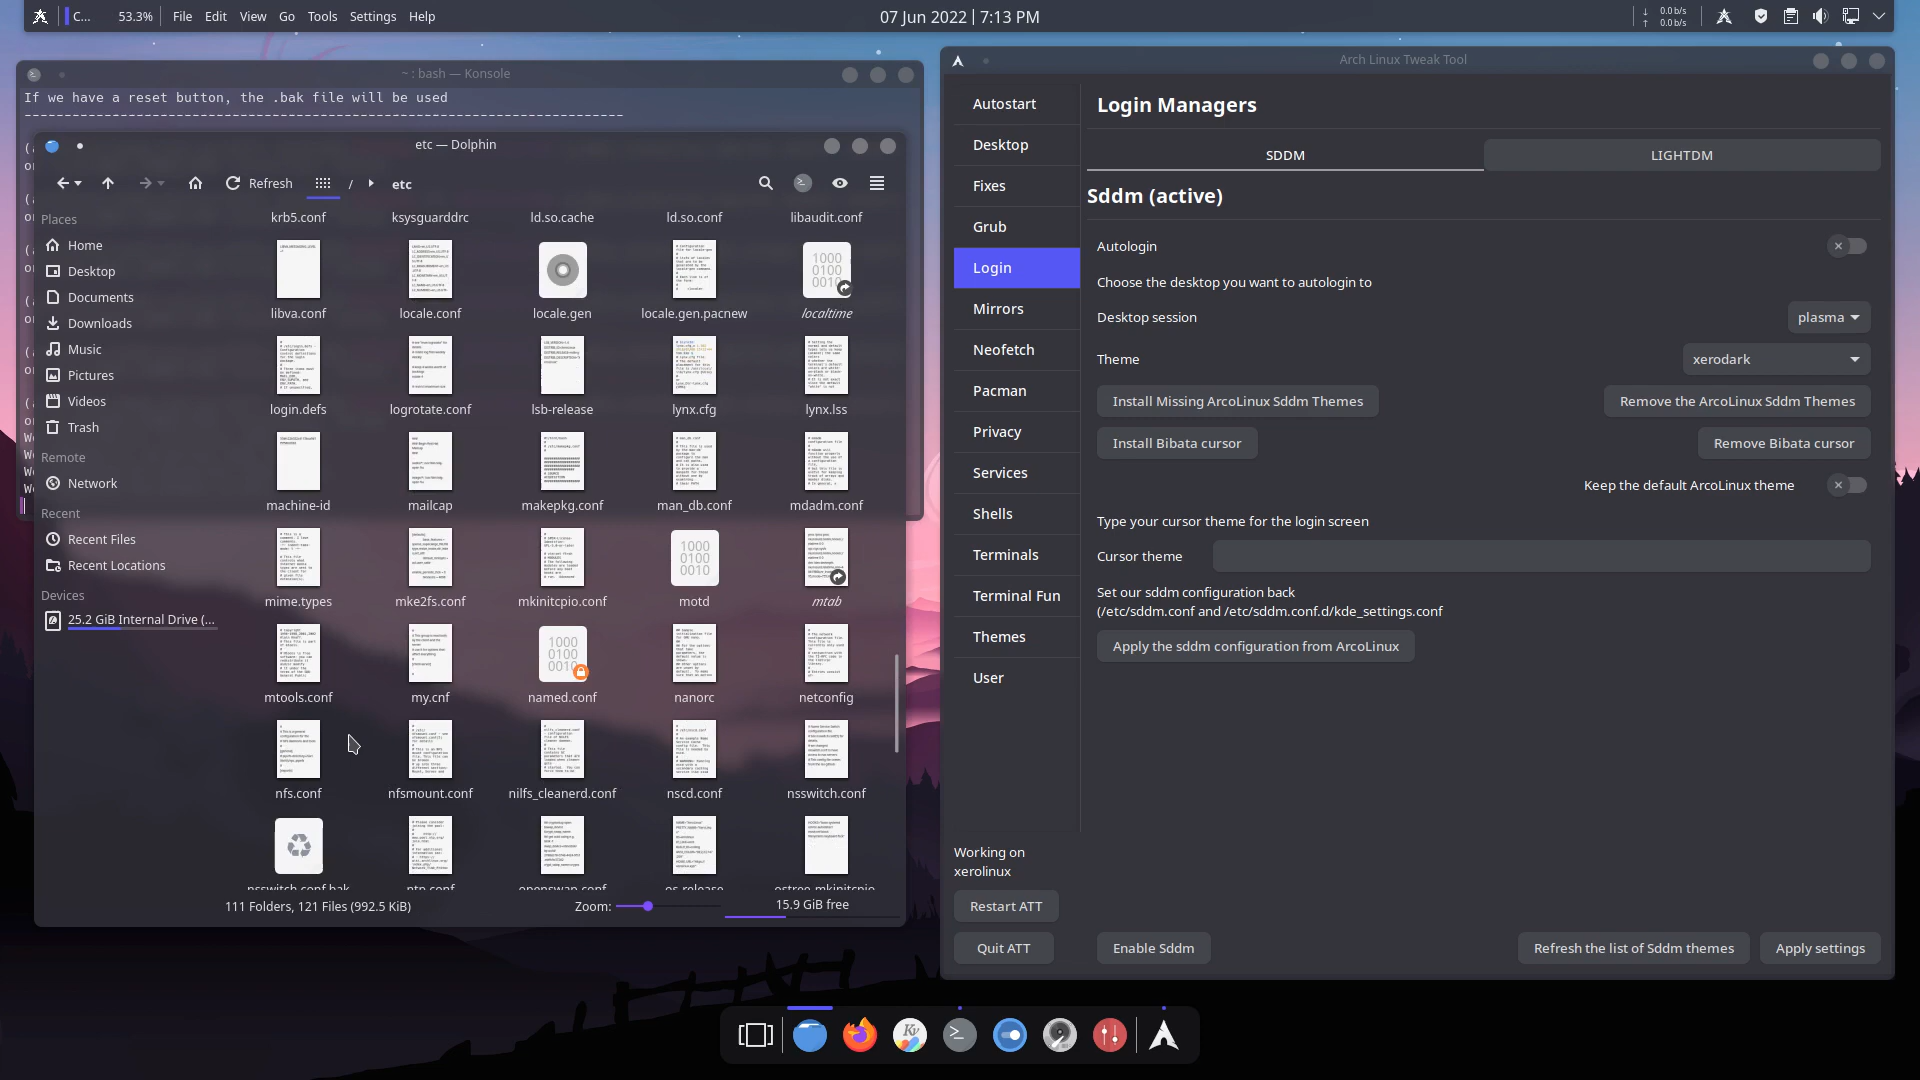 C... 53.3% File Edit View Go Tools Settings Help
07 Jun 2022 | 7:13 PM
↓ 0.0 b/s
↑ 0.0 b/s
~ : bash — Konsole
If we have a reset button, the .bak file will be used
etc — Dolphin
Refresh / etc
Places
Home
Desktop
Documents
Downloads
Music
Pictures
Videos
Trash
Remote
Network
Recent
Recent Files
Recent Locations
Devices
25.2 GiB Internal Drive (...
krb5.conf ksysguarddrc ld.so.cache ld.so.conf libaudit.conf
libva.conf locale.conf locale.gen locale.gen.pacnew localtime
login.defs logrotate.conf lsb-release lynx.cfg lynx.lss
machine-id mailcap makepkg.conf man_db.conf mdadm.conf
mime.types mke2fs.conf mkinitcpio.conf motd mtab
mtools.conf my.cnf named.conf nanorc netconfig
nfs.conf nfsmount.conf nilfs_cleanerd.conf nscd.conf nsswitch.conf
nsswitch.conf.bak ntp.conf openswap.conf os-release ostree-mkinitcpio
111 Folders, 121 Files (992.5 KiB)
Zoom:
15.9 GiB free
Arch Linux Tweak Tool
Autostart
Desktop
Fixes
Grub
Login
Mirrors
Neofetch
Pacman
Privacy
Services
Shells
Terminals
Terminal Fun
Themes
User
Working on
xerolinux
Restart ATT
Quit ATT
Login Managers
SDDM LIGHTDM
Sddm (active)
Autologin
Choose the desktop you want to autologin to
Desktop session plasma
Theme xerodark
Install Missing ArcoLinux Sddm Themes Remove the ArcoLinux Sddm Themes
Install Bibata cursor Remove Bibata cursor
Keep the default ArcoLinux theme
Type your cursor theme for the login screen
Cursor theme
Set our sddm configuration back
(/etc/sddm.conf and /etc/sddm.conf.d/kde_settings.conf
Apply the sddm configuration from ArcoLinux
Enable Sddm Refresh the list of Sddm themes Apply settings